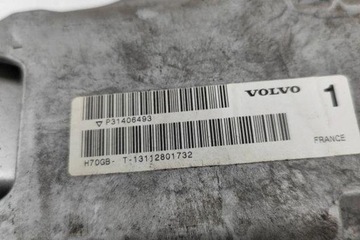 VOLVO 1
▽ P31406493
H70GB- T-13112801732
FRANCE